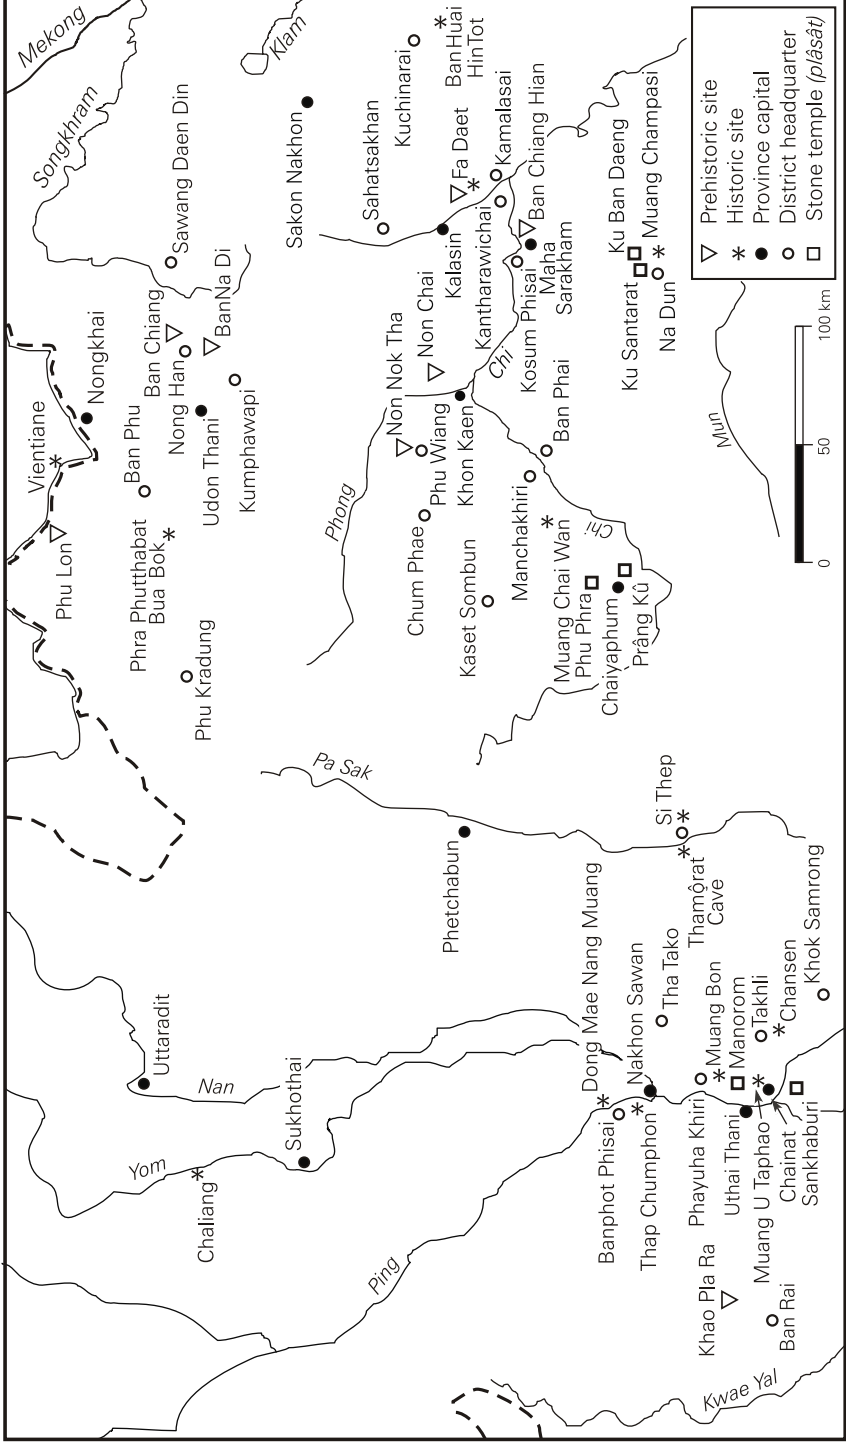 Mekong
Songkhram
Klam
Sawang Daen Din
Sakon Nakhon
Sahatsakhan
Kuchinarai
Ban Huai
Hin Tot
Fa Daet
Kamalasai
Kalasin
Kantharawichai
Ban Chiang Hian
Kosum Phisai
Maha
Sarakham
Ku Ban Daeng
Muang Champasi
Ku Santarat
Na Dun
Nongkhai
Vientiane
Phu Lon
Ban Phu
Phra Phutthabat
Bua Bok
Ban Chiang
Nong Han
Ban Na Di
Udon Thani
Kumphawapi
Phu Kradung
Non Nok Tha
Non Chai
Phong
Chi
Phu Wiang
Khon Kaen
Chum Phae
Kaset Sombun
Ban Phai
Manchakhiri
Muang Chai Wan
Chi
Phu Phra
Chaiyaphum
Prâng Kû
Mun
Pa Sak
Phetchabun
Si Thep
Thamôrat
Cave
Uttaradit
Nan
Yom
Sukhothai
Chaliang
Ping
Dong Mae Nang Muang
Nakhon Sawan
Tha Tako
Banphot Phisai
Thap Chumphon
Phayuha Khiri
Muang Bon
Manorom
Takhli
Chansen
Khok Samrong
Uthai Thani
Muang U Taphao
Chainat
Sankhaburi
Khao Pla Ra
Ban Rai
Kwae Yal
Prehistoric site
Historic site
Province capital
District headquarter
Stone temple (plâsât)
0
50
100 km